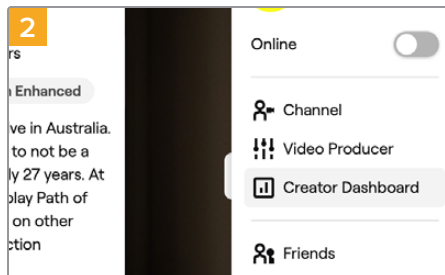 2
rs
n Enhanced
ve in Australia.
to not be a
ly 27 years. At
play Path of
on other
ction
Online
Channel
Video Producer
Creator Dashboard
Friends